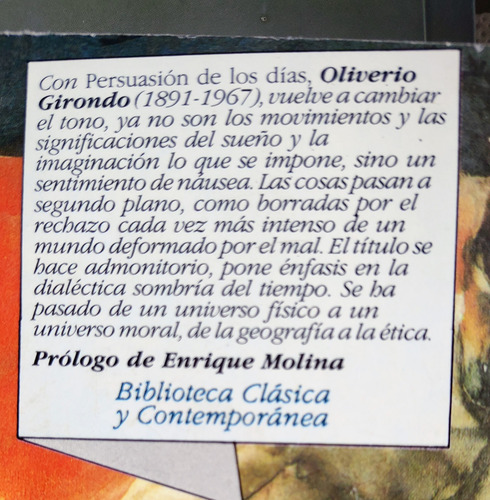 Con Persuasión de los días, Oliverio
Girondo (1891-1967), vuelve a cambiar
el tono, ya no son los movimientos y las
significaciones del sueño y la
imaginación lo que se impone, sino un
sentimiento de náusea. Las cosas pasan a
segundo plano, como borradas por el
rechazo cada vez más intenso de un
mundo deformado por el mal. El título se
hace admonitorio, pone énfasis en la
dialéctica sombría del tiempo. Se ha
pasado de un universo físico a un
universo moral, de la geografía a la ética.
Prólogo de Enrique Molina
Biblioteca Clásica
y Contemporánea